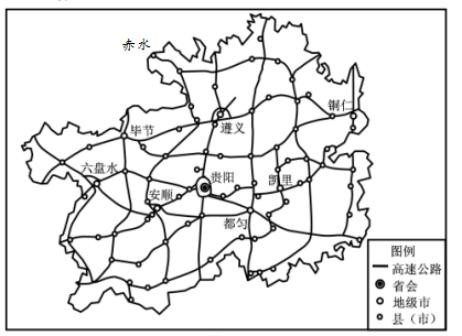 赤水
铜仁
遵义
毕节
六盘水
贵阳
凯里
安顺
都匀
图例
高速公路
省会
地级市
县（市）